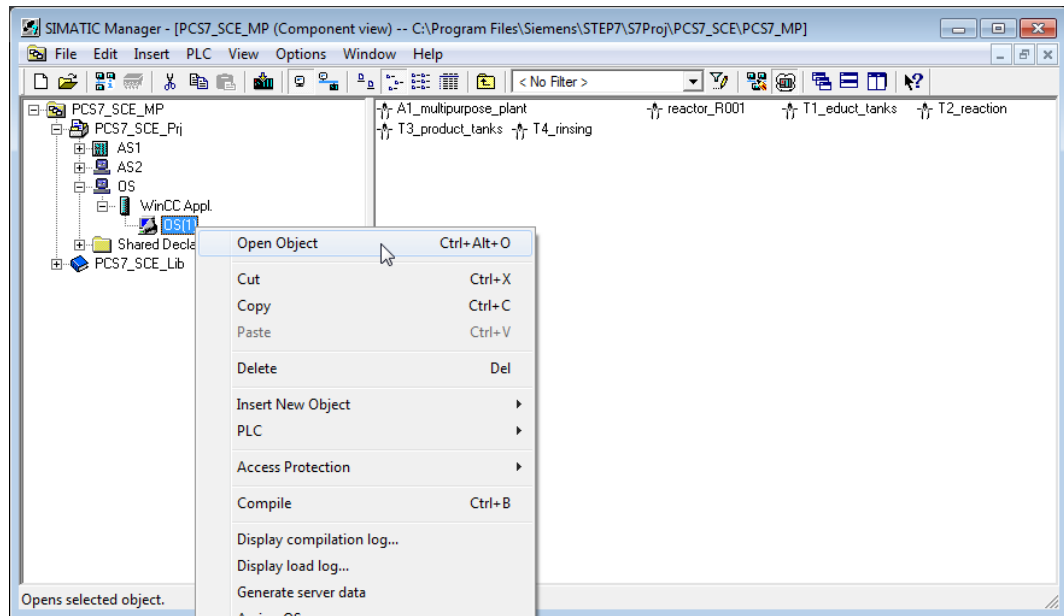 SIMATIC Manager - [PCS7_SCE_MP (Component view) -- C:\Program Files\Siemens\STEP7\S7Proj\PCS7_SCE\PCS7_MP]
File Edit Insert PLC View Options Window Help
< No Filter >
PCS7_SCE_MP
PCS7_SCE_Prj
AS1
AS2
OS
WinCC Appl.
OS(1)
Shared Decla
PCS7_SCE_Lib
A1_multipurpose_plant reactor_R001 T1_educt_tanks T2_reaction
T3_product_tanks T4_rinsing
Open Object Ctrl+Alt+O
Cut Ctrl+X
Copy Ctrl+C
Paste Ctrl+V
Delete Del
Insert New Object
PLC
Access Protection
Compile Ctrl+B
Display compilation log...
Display load log...
Generate server data
Opens selected object.